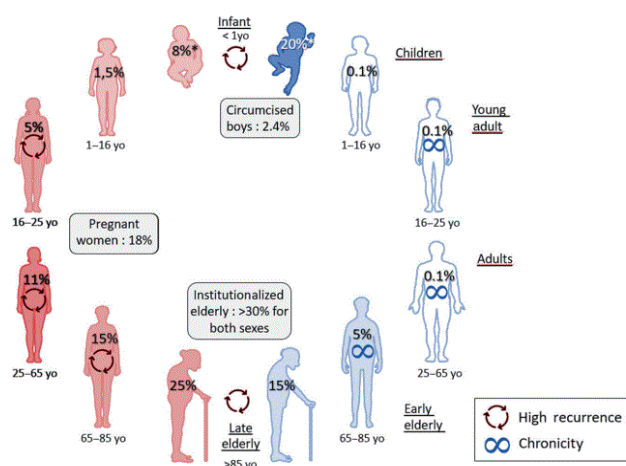 Infant
< 1yo
8%*
20%*
1,5%
0.1%
Children
Circumcised
boys : 2.4%
1–16 yo
1–16 yo
5%
0.1%
Young
adult
16–25 yo
16–25 yo
Pregnant
women : 18%
11%
0.1%
Adults
Institutionalized
elderly : >30% for
both sexes
25–65 yo
25–65 yo
15%
5%
25%
15%
65–85 yo
65–85 yo
Late
elderly
>85 yo
Early
elderly
High recurrence
Chronicity